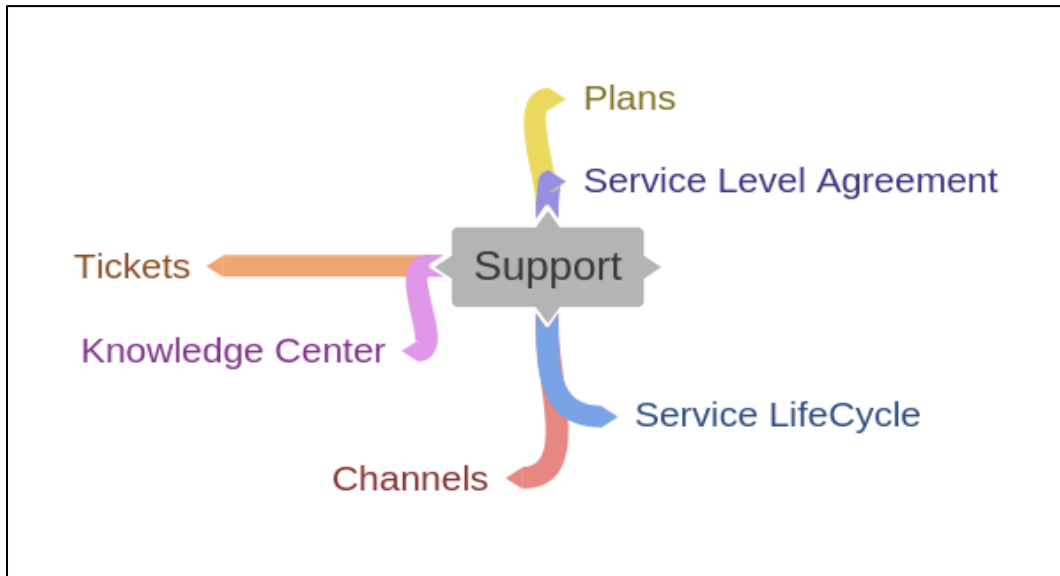 Plans
Service Level Agreement
Tickets
Support
Knowledge Center
Service LifeCycle
Channels